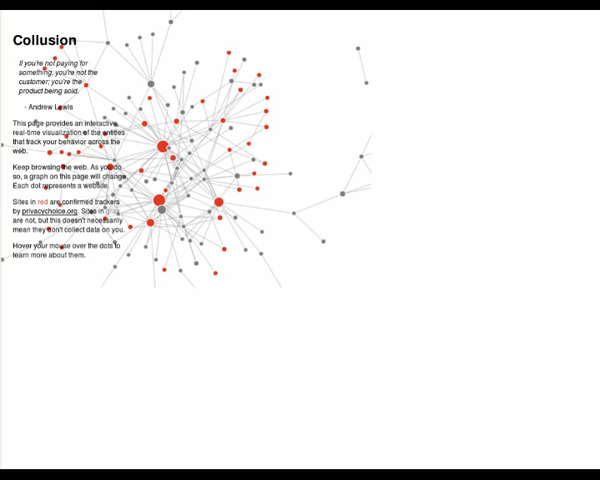 Collusion
If you're not paying for
something, you're not the
customer; you're the
product being sold.
- Andrew Lewis
This page provides an interactive,
real-time visualization of the entities
that track your behavior across the
web.
Keep browsing the web. As you do
so, a graph on this page will change.
Each dot represents a website.
Sites in red are confirmed trackers
by privacychoice.org. Sites in
are not, but this doesn't necessarily
mean they don't collect data on you.
Hover your mouse over the dots to
learn more about them.